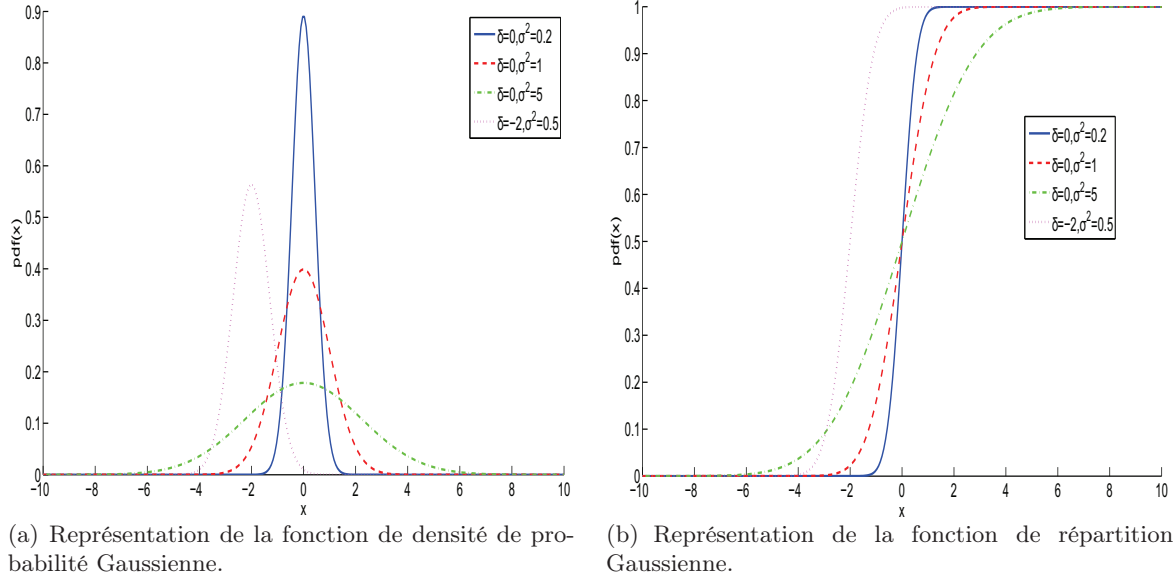 0.9
0.8
0.7
0.6
0.5
0.4
0.3
0.2
0.1
0
pdf(x)
−10 −8 −6 −4 −2 0 2 4 6 8 10
x
δ=0,σ²=0.2
δ=0,σ²=1
δ=0,σ²=5
δ=−2,σ²=0.5
(a) Représentation de la fonction de densité de pro-
babilité Gaussienne.
1
0.9
0.8
0.7
0.6
0.5
0.4
0.3
0.2
0.1
0
pdf(x)
−10 −8 −6 −4 −2 0 2 4 6 8 10
x
δ=0,σ²=0.2
δ=0,σ²=1
δ=0,σ²=5
δ=−2,σ²=0.5
(b) Représentation de la fonction de répartition
Gaussienne.